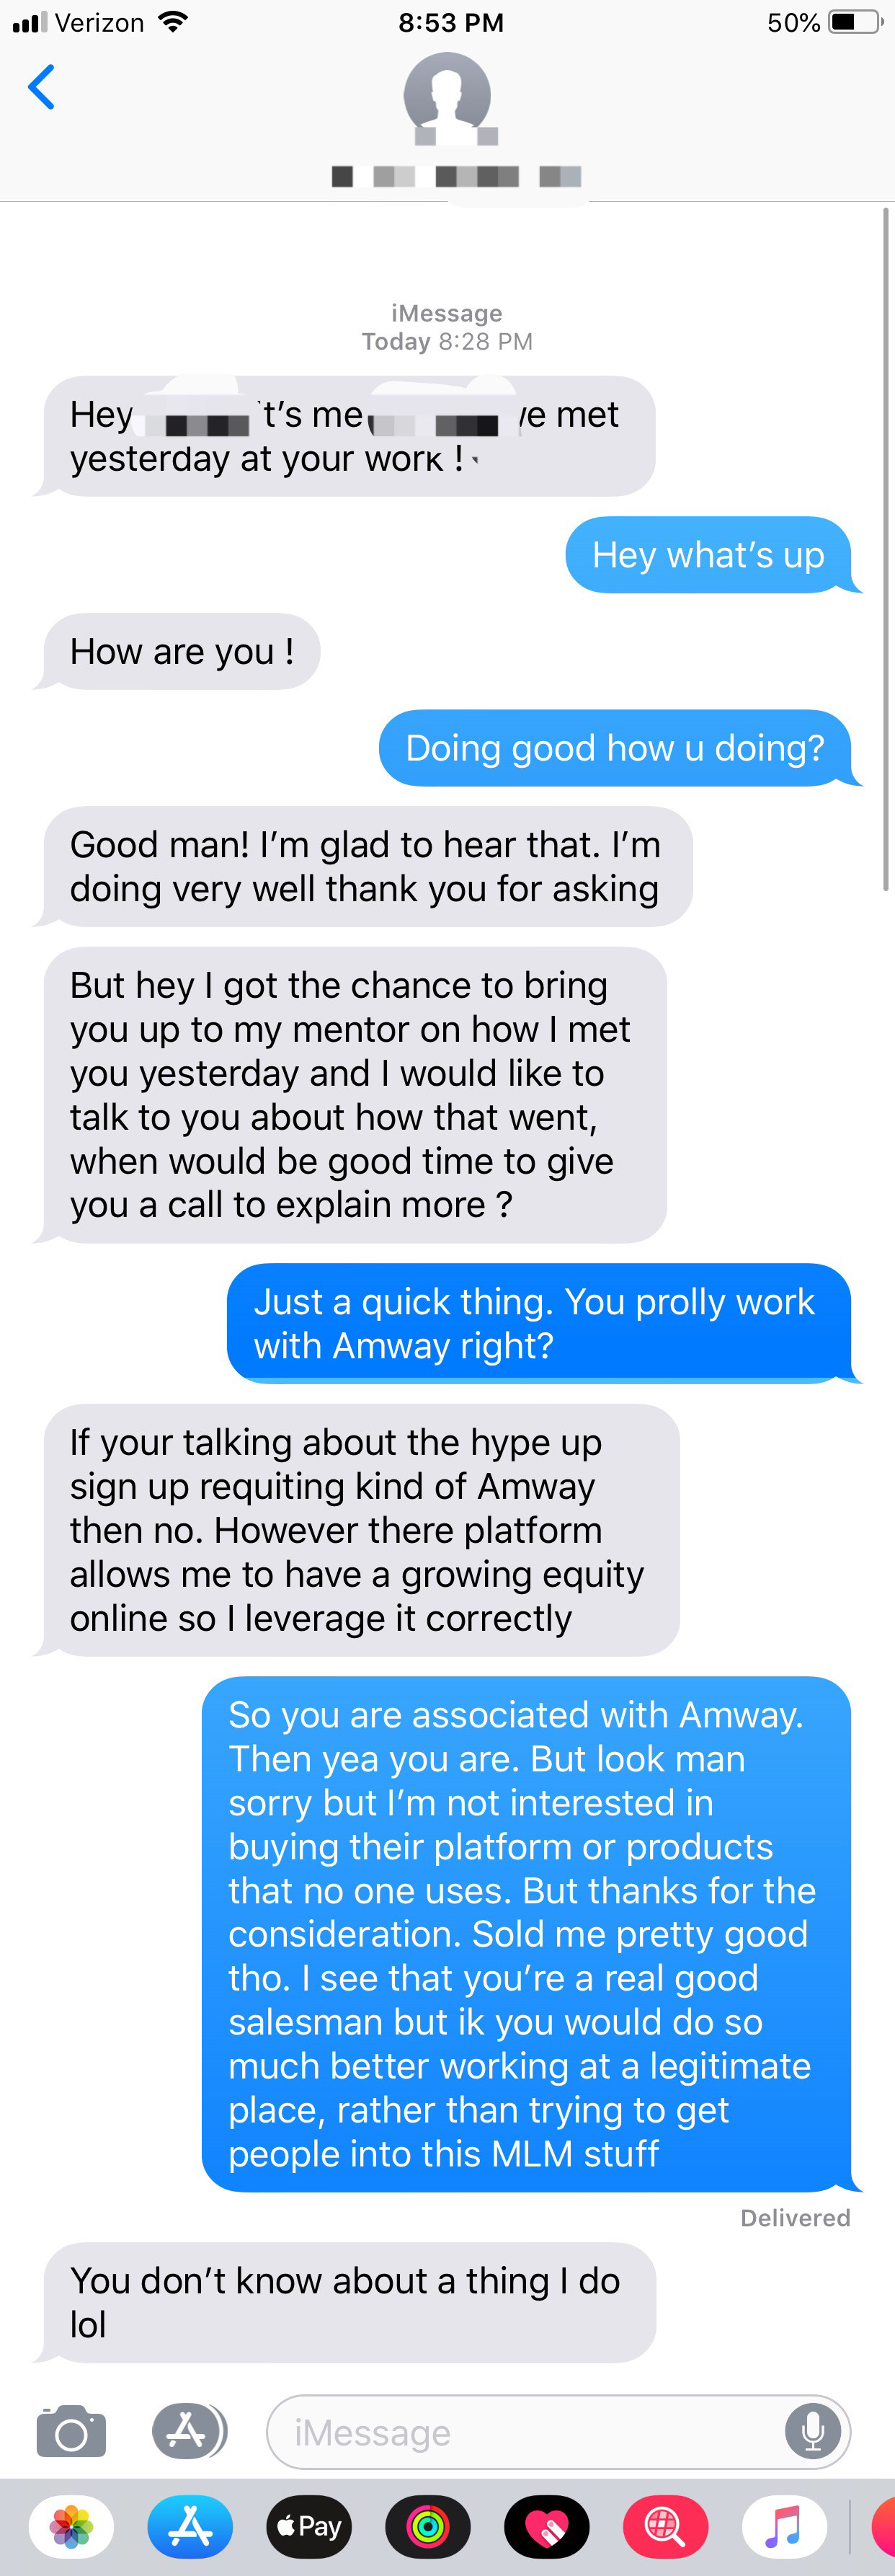 Verizon 8:53 PM 50%
iMessage
Today 8:28 PM
Hey 't's me we met
yesterday at your work !
Hey what's up
How are you !
Doing good how u doing?
Good man! I'm glad to hear that. I'm
doing very well thank you for asking
But hey I got the chance to bring
you up to my mentor on how I met
you yesterday and I would like to
talk to you about how that went,
when would be good time to give
you a call to explain more ?
Just a quick thing. You prolly work
with Amway right?
If your talking about the hype up
sign up requiting kind of Amway
then no. However there platform
allows me to have a growing equity
online so I leverage it correctly
So you are associated with Amway.
Then yea you are. But look man
sorry but I'm not interested in
buying their platform or products
that no one uses. But thanks for the
consideration. Sold me pretty good
tho. I see that you're a real good
salesman but ik you would do so
much better working at a legitimate
place, rather than trying to get
people into this MLM stuff
Delivered
You don't know about a thing I do
lol
iMessage
Pay